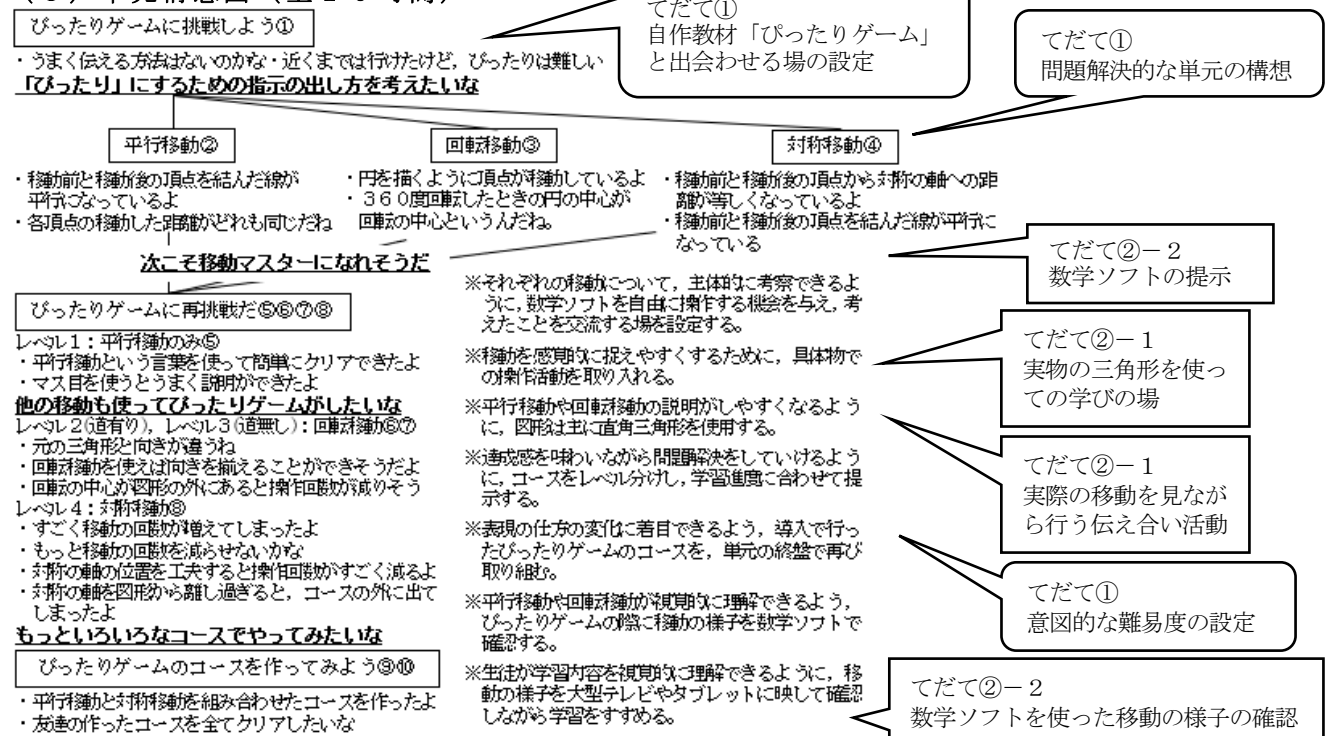 ぴったりゲームに挑戦しよう①
・うまく伝える方法はないのかな・近くまでは行けたけど，ぴったりは難しい
「ぴったり」にするための指示の出し方を考えたいな
てだて①
自作教材「ぴったりゲーム」
と出会わせる場の設定
てだて①
問題解決的な単元の構想
平行移動②
・移動前と移動後の頂点を結んだ線が
平行になっているよ
・各頂点の移動した距離がどれも同じだね
回転移動③
・円を描くように頂点が移動しているよ
・３６０度回転したときの円の中心が
回転の中心というんだね。
対称移動④
・移動前と移動後の頂点から対称の軸への距
離が等しくなっているよ
・移動前と移動後の頂点を結んだ線が平行に
なっている
次こそ移動マスターになれそうだ
ぴったりゲームに再挑戦だ⑤⑥⑦⑧
レベル１：平行移動のみ⑤
・平行移動という言葉を使って簡単にクリアできたよ
・マス目を使うとうまく説明ができたよ
他の移動も使ってぴったりゲームがしたいな
レベル２（道有り），レベル３（道無し）：回転移動⑥⑦
・元の三角形と向きが違うね
・回転移動を使えば向きを揃えることができそうだよ
・回転の中心が図形の外にあると操作回数が減りそう
レベル４：対称移動⑧
・すごく移動の回数が増えてしまったよ
・もっと移動の回数を減らせないかな
・対称の軸の位置を工夫すると操作回数がすごく減るよ
・対称の軸を図形から離し過ぎると，コースの外に出て
しまったよ
もっといろいろなコースでやってみたいな
ぴったりゲームのコースを作ってみよう⑨⑩
・平行移動と対称移動を組み合わせたコースを作ったよ
・友達の作ったコースを全てクリアしたいな
※それぞれの移動について，主体的に考察できるよ
うに，数学ソフトを自由に操作する機会を与え，考
えたことを交流する場を設定する。
※移動を感覚的に捉えやすくするために，具体物で
の操作活動を取り入れる。
※平行移動や回転移動の説明がしやすくなるよう
に，図形は主に直角三角形を使用する。
※達成感を味わいながら問題解決をしていけるよう
に，コースをレベル分けし，学習進度に合わせて提
示する。
※表現の仕方の変化に着目できるよう，導入で行っ
たぴったりゲームのコースを，単元の終盤で再び
取り組む。
※平行移動や回転移動が視覚的に理解できるよう，
ぴったりゲームの際に移動の様子を数学ソフトで
確認する。
※生徒が学習内容を視覚的に理解できるように，移
動の様子を大型テレビやタブレットに映して確認
しながら学習をすすめる。
てだて②－２
数学ソフトの提示
てだて②－１
実物の三角形を使っ
ての学びの場
てだて②－１
実際の移動を見なが
ら行う伝え合い活動
てだて①
意図的な難易度の設定
てだて②－２
数学ソフトを使った移動の様子の確認